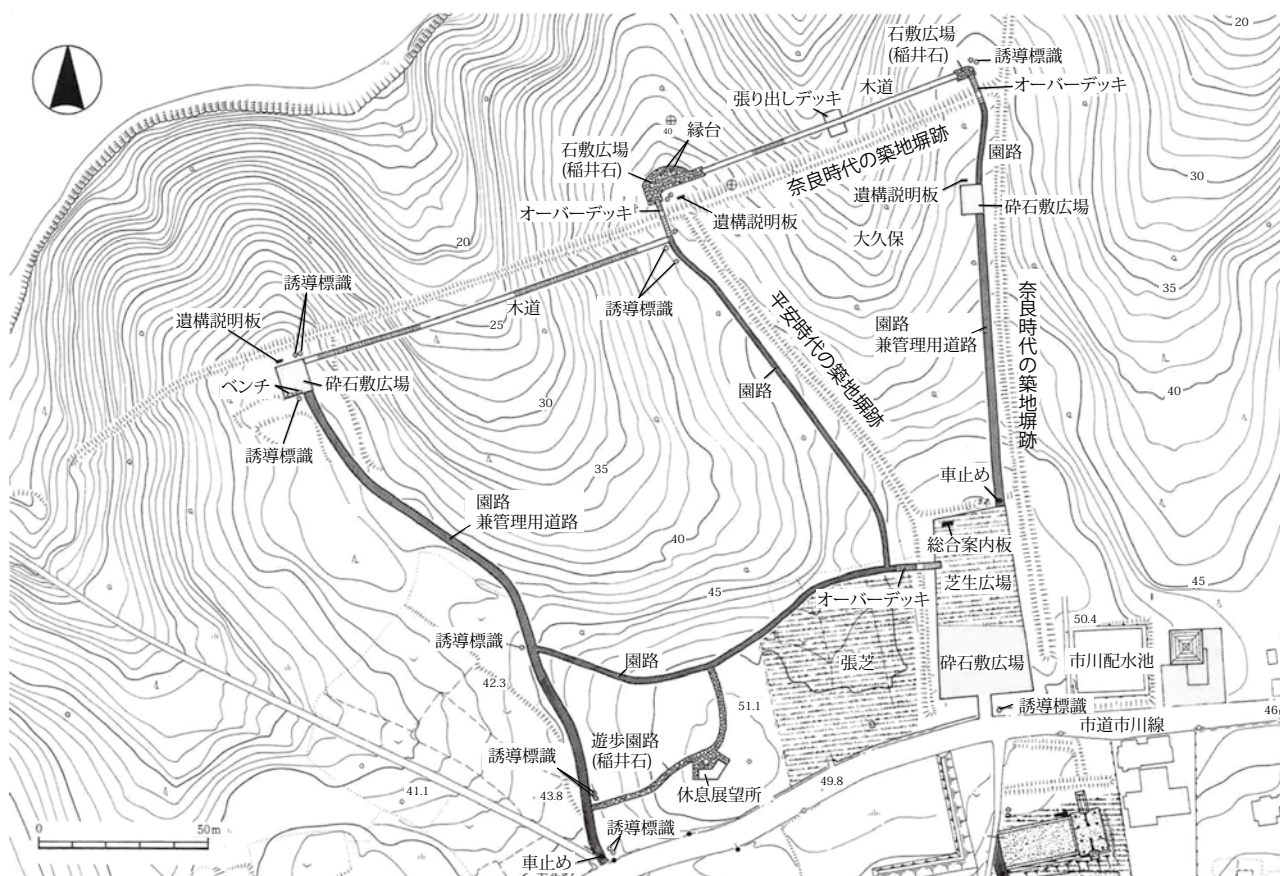 20
石敷広場
(稲井石)
誘導標識
木道
オーバーデッキ
張り出しデッキ
縁台
40
石敷広場
(稲井石)
奈良時代の築地塀跡
園路
30
遺構説明板
オーバーデッキ
遺構説明板
砕石敷広場
大久保
20
誘導標識
木道
25
誘導標識
35
遺構説明板
平安時代の築地塀跡
園路
兼管理用道路
奈良時代の築地塀跡
ベンチ
砕石敷広場
園路
40
30
誘導標識
35
車止め
園路
兼管理用道路
40
総合案内板
芝生広場
45
45
オーバーデッキ
50.4
誘導標識
園路
張芝
砕石敷広場
市川配水池
42.3
51.1
誘導標識
46
市道市川線
遊歩園路
(稲井石)
誘導標識
41.1
43.8
休息展望所
49.8
0
50m
誘導標識
車止め